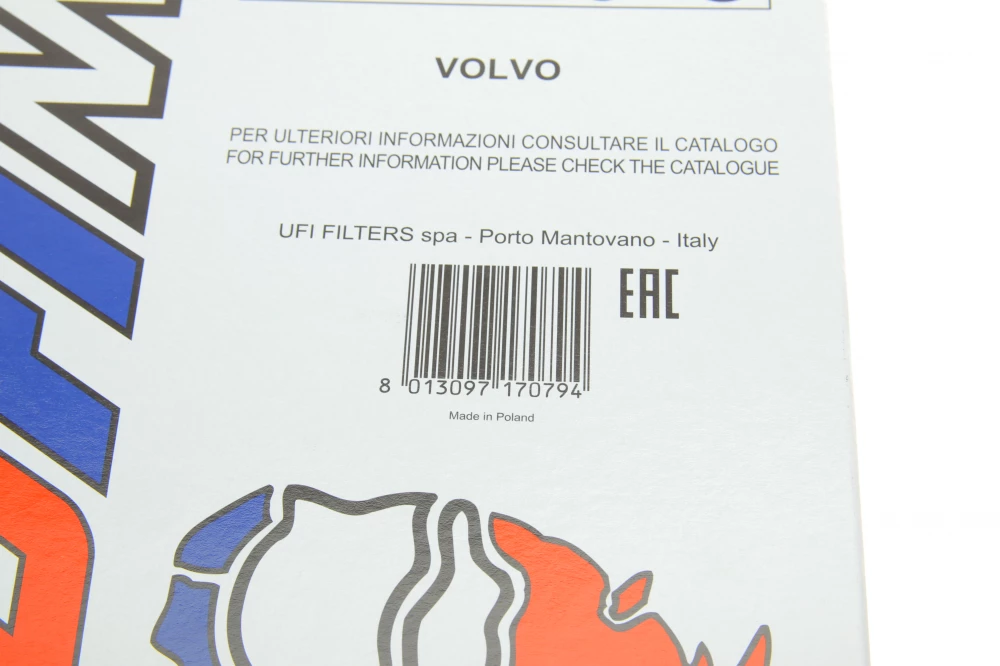 VOLVO
PER ULTERIORI INFORMAZIONI CONSULTARE IL CATALOGO
FOR FURTHER INFORMATION PLEASE CHECK THE CATALOGUE
UFI FILTERS spa - Porto Mantovano - Italy
EAC
8 013097 170794
Made in Poland